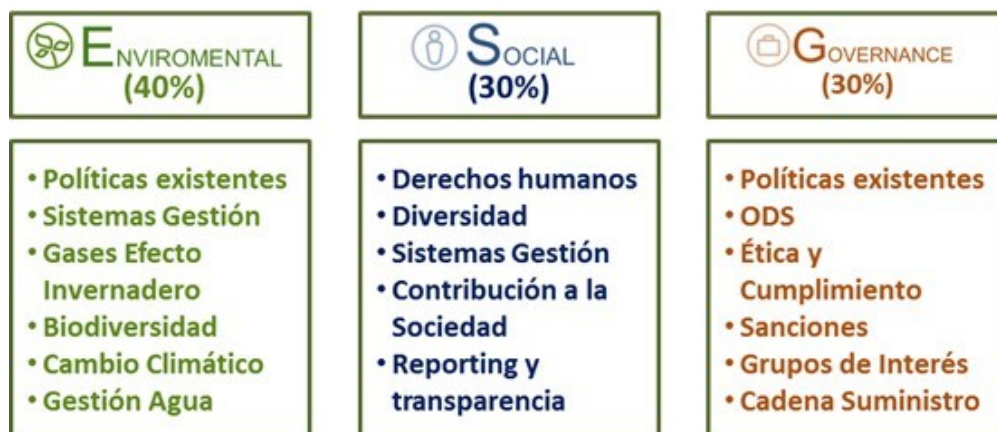 ENVIROMENTAL
(40%)
SOCIAL
(30%)
GOVERNANCE
(30%)
• Políticas existentes
• Sistemas Gestión
• Gases Efecto
Invernadero
• Biodiversidad
• Cambio Climático
• Gestión Agua
• Derechos humanos
• Diversidad
• Sistemas Gestión
• Contribución a la
Sociedad
• Reporting y
transparencia
• Políticas existentes
• ODS
• Ética y
Cumplimiento
• Sanciones
• Grupos de Interés
• Cadena Suministro